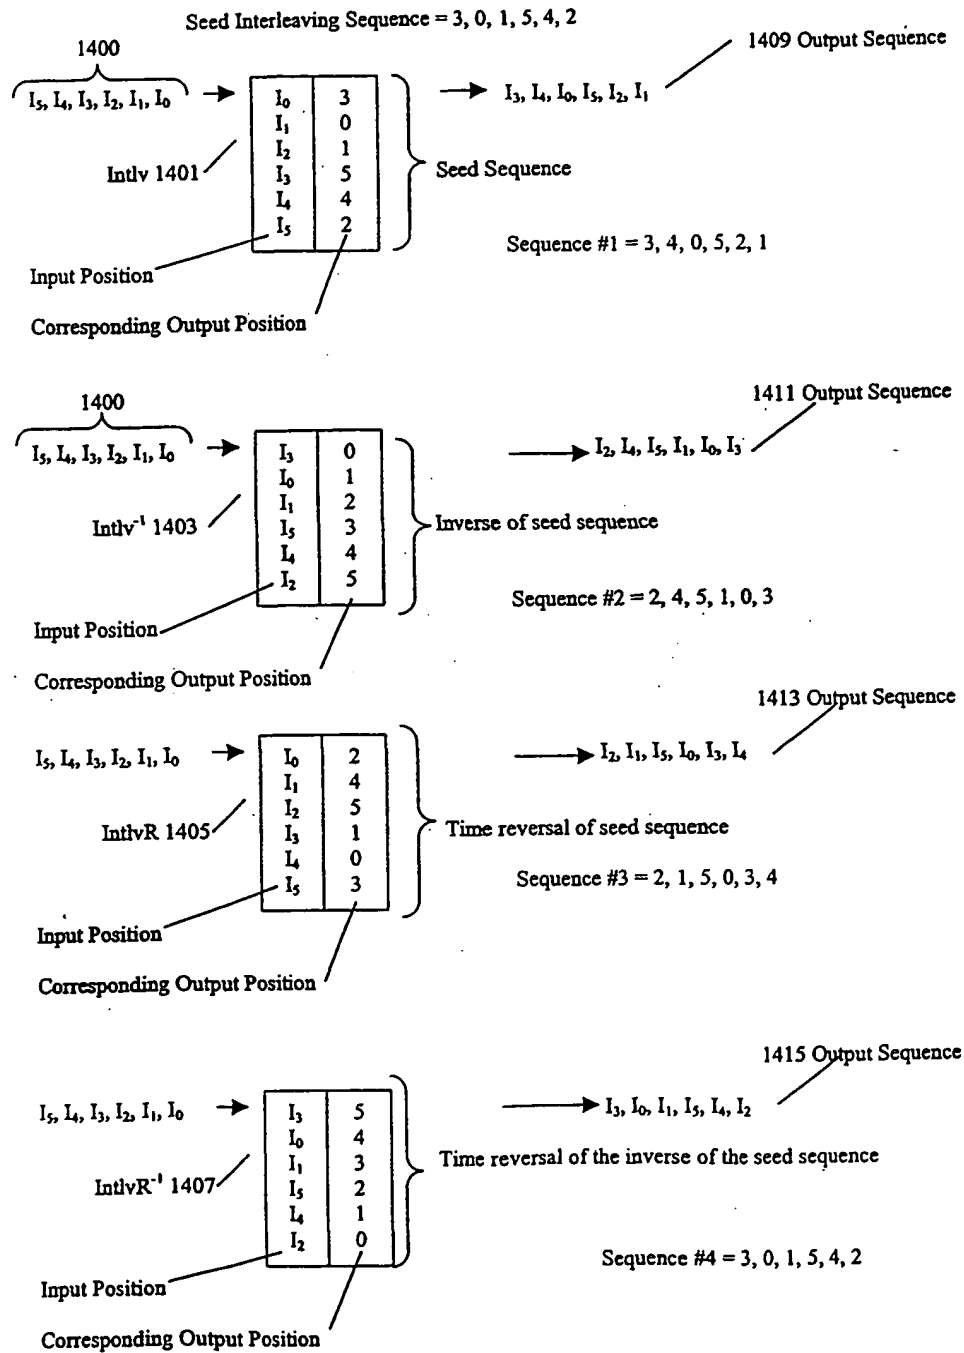 Seed Interleaving Sequence = 3, 0, 1, 5, 4, 2
1409 Output Sequence
1400
I₅, I₄, I₃, I₂, I₁, I₀
I₃, I₄, I₀, I₅, I₂, I₁
I₀ 3
I₁ 0
I₂ 1
I₃ 5
I₄ 4
I₅ 2
Intlv 1401
Seed Sequence
Sequence #1 = 3, 4, 0, 5, 2, 1
Input Position
Corresponding Output Position
1411 Output Sequence
1400
I₅, I₄, I₃, I₂, I₁, I₀
I₂, I₄, I₅, I₁, I₀, I₃
I₃ 0
I₀ 1
I₁ 2
I₅ 3
I₄ 4
I₂ 5
Intlv⁻¹ 1403
Inverse of seed sequence
Sequence #2 = 2, 4, 5, 1, 0, 3
Input Position
Corresponding Output Position
1413 Output Sequence
I₅, I₄, I₃, I₂, I₁, I₀
I₂, I₁, I₅, I₀, I₃, I₄
I₀ 2
I₁ 4
I₂ 5
I₃ 1
I₄ 0
I₅ 3
IntlvR 1405
Time reversal of seed sequence
Sequence #3 = 2, 1, 5, 0, 3, 4
Input Position
Corresponding Output Position
1415 Output Sequence
I₅, I₄, I₃, I₂, I₁, I₀
I₃, I₀, I₁, I₅, I₄, I₂
I₃ 5
I₀ 4
I₁ 3
I₅ 2
I₄ 1
I₂ 0
IntlvR⁻¹ 1407
Time reversal of the inverse of the seed sequence
Sequence #4 = 3, 0, 1, 5, 4, 2
Input Position
Corresponding Output Position